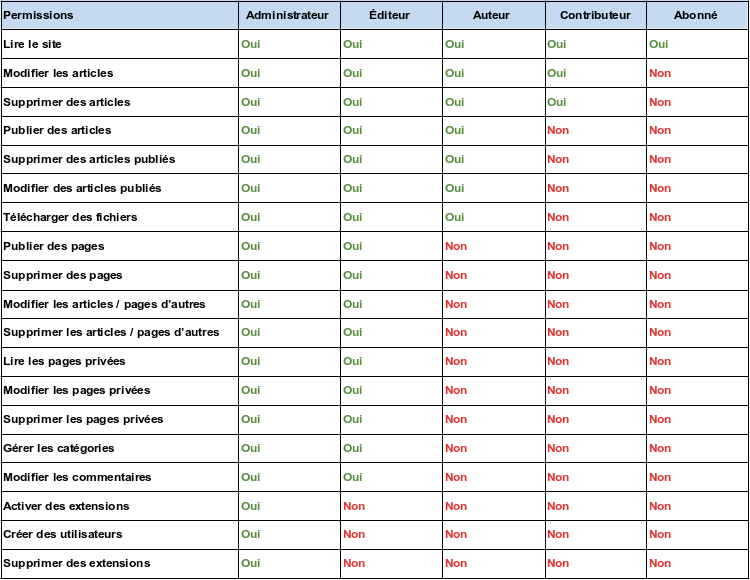 Permissions Administrateur Éditeur Auteur Contributeur Abonné
Lire le site Oui Oui Oui Oui Oui
Modifier les articles Oui Oui Oui Oui Non
Supprimer des articles Oui Oui Oui Oui Non
Publier des articles Oui Oui Oui Non Non
Supprimer des articles publiés Oui Oui Oui Non Non
Modifier des articles publiés Oui Oui Oui Non Non
Télécharger des fichiers Oui Oui Oui Non Non
Publier des pages Oui Oui Non Non Non
Supprimer des pages Oui Oui Non Non Non
Modifier les articles / pages d’autres Oui Oui Non Non Non
Supprimer les articles / pages d’autres Oui Oui Non Non Non
Lire les pages privées Oui Oui Non Non Non
Modifier les pages privées Oui Oui Non Non Non
Supprimer les pages privées Oui Oui Non Non Non
Gérer les catégories Oui Oui Non Non Non
Modifier les commentaires Oui Oui Non Non Non
Activer des extensions Oui Non Non Non Non
Créer des utilisateurs Oui Non Non Non Non
Supprimer des extensions Oui Non Non Non Non